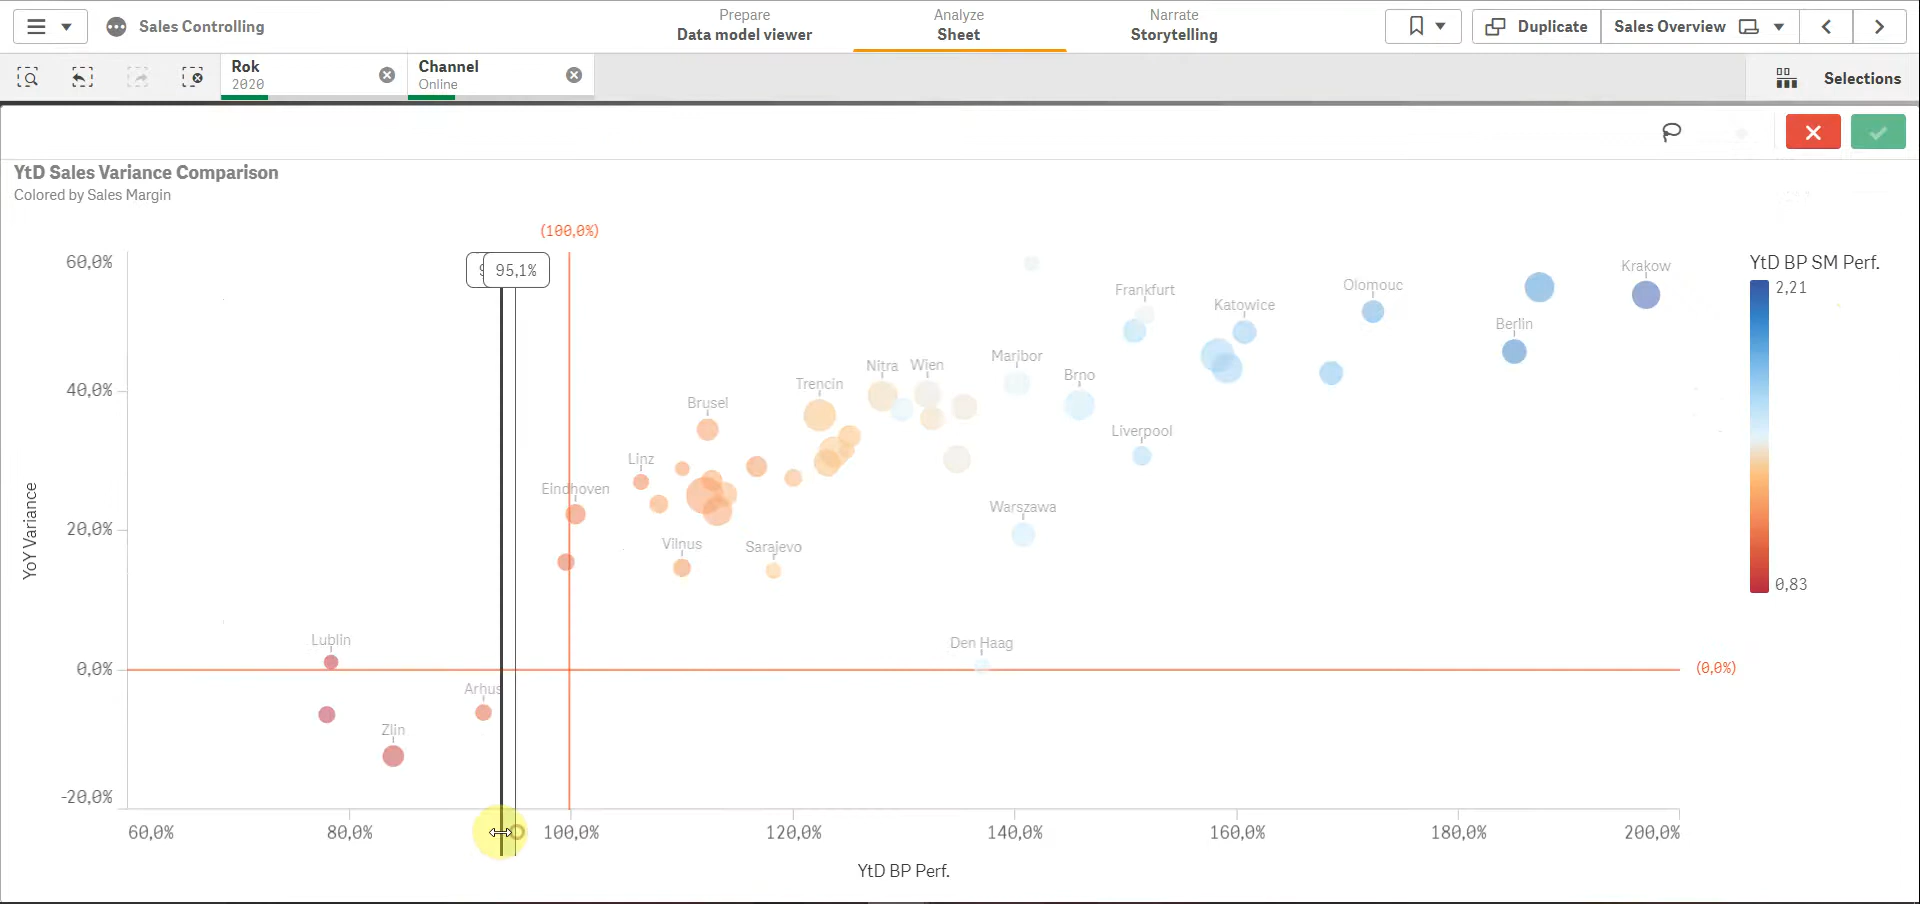 Sales Controlling
Prepare
Data model viewer
Analyze
Sheet
Narrate
Storytelling
Duplicate
Sales Overview
Rok
2020
Channel
Online
Selections
YtD Sales Variance Comparison
Colored by Sales Margin
(100,0%)
95,1%
60,0%
40,0%
20,0%
0,0%
-20,0%
YoY Variance
Krakow
Olomouc
Frankfurt
Katowice
Berlin
Maribor
Nitra
Wien
Brno
Trencin
Brusel
Liverpool
Linz
Eindhoven
Warszawa
Vilnus
Sarajevo
Lublin
Den Haag
(0,0%)
Arhus
Zlin
60,0%
80,0%
100,0%
120,0%
140,0%
160,0%
180,0%
200,0%
YtD BP Perf.
YtD BP SM Perf.
2,21
0,83